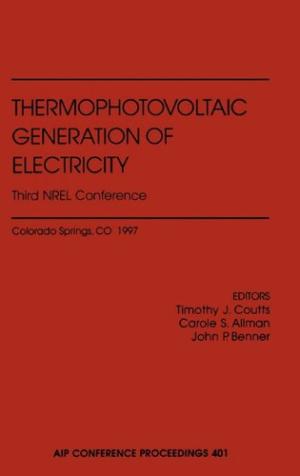 THERMOPHOTOVOLTAIC
GENERATION OF
ELECTRICITY
Third NREL Conference
Colorado Springs, CO 1997
EDITORS
Timothy J. Coutts
Carole S. Allman
John P. Benner
AIP CONFERENCE PROCEEDINGS 401